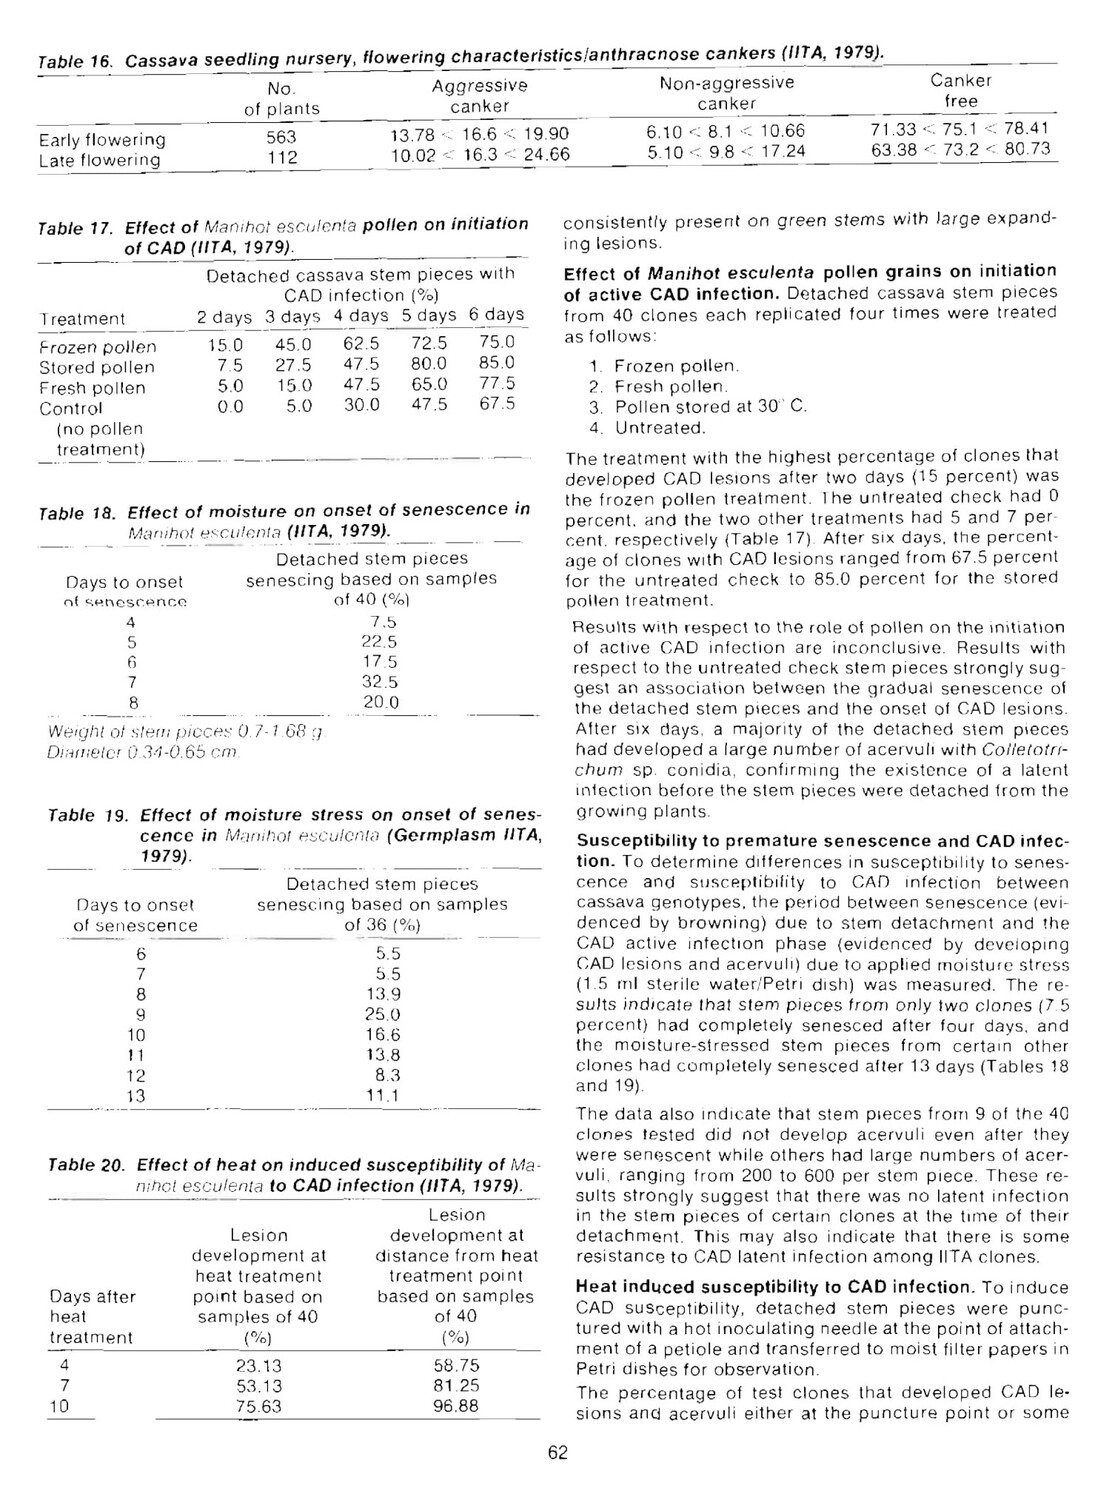 Table 16. Cassava seedling nursery, flowering characteristics/anthracnose cankers (IITA, 1979).
No. of plants Aggressive canker Non-aggressive canker Canker free
Early flowering 563 13.78 < 16.6 < 19.90 6.10 < 8.1 < 10.66 71.33 < 75.1 < 78.41
Late flowering 112 10.02 < 16.3 < 24.66 5.10 < 9.8 < 17.24 63.38 < 73.2 < 80.73
Table 17. Effect of Manihot esculenta pollen on initiation
of CAD (IITA, 1979).
Detached cassava stem pieces with
CAD infection (%)
Treatment 2 days 3 days 4 days 5 days 6 days
Frozen pollen 15.0 45.0 62.5 72.5 75.0
Stored pollen 7.5 27.5 47.5 80.0 85.0
Fresh pollen 5.0 15.0 47.5 65.0 77.5
Control 0.0 5.0 30.0 47.5 67.5
(no pollen
treatment)
Table 18. Effect of moisture on onset of senescence in
Manihot esculenta (IITA, 1979).
Detached stem pieces
Days to onset senescing based on samples
of senescence of 40 (%)
4 7.5
5 22.5
6 17.5
7 32.5
8 20.0
Weight of stem pieces 0.7-1.68 g
Diameter 0.34-0.65 cm.
Table 19. Effect of moisture stress on onset of senes-
cence in Manihot esculenta (Germplasm IITA,
1979).
Detached stem pieces
Days to onset senescing based on samples
of senescence of 36 (%)
6 5.5
7 5.5
8 13.9
9 25.0
10 16.6
11 13.8
12 8.3
13 11.1
Table 20. Effect of heat on induced susceptibility of Ma-
nihot esculenta to CAD infection (IITA, 1979).
Lesion
Lesion development at
development at distance from heat
heat treatment treatment point
Days after point based on based on samples
heat samples of 40 of 40
treatment (%) (%)
4 23.13 58.75
7 53.13 81.25
10 75.63 96.88
consistently present on green stems with large expand-
ing lesions.
Effect of Manihot esculenta pollen grains on initiation
of active CAD infection. Detached cassava stem pieces
from 40 clones each replicated four times were treated
as follows:
1. Frozen pollen.
2. Fresh pollen.
3. Pollen stored at 30° C.
4. Untreated.
The treatment with the highest percentage of clones that
developed CAD lesions after two days (15 percent) was
the frozen pollen treatment. The untreated check had 0
percent, and the two other treatments had 5 and 7 per-
cent, respectively (Table 17). After six days, the percent-
age of clones with CAD lesions ranged from 67.5 percent
for the untreated check to 85.0 percent for the stored
pollen treatment.
Results with respect to the role of pollen on the initiation
of active CAD infection are inconclusive. Results with
respect to the untreated check stem pieces strongly sug-
gest an association between the gradual senescence of
the detached stem pieces and the onset of CAD lesions.
After six days, a majority of the detached stem pieces
had developed a large number of acervuli with Colletotri-
chum sp. conidia, confirming the existence of a latent
infection before the stem pieces were detached from the
growing plants.
Susceptibility to premature senescence and CAD infec-
tion. To determine differences in susceptibility to senes-
cence and susceptibility to CAD infection between
cassava genotypes, the period between senescence (evi-
denced by browning) due to stem detachment and the
CAD active infection phase (evidenced by developing
CAD lesions and acervuli) due to applied moisture stress
(1.5 ml sterile water/Petri dish) was measured. The re-
sults indicate that stem pieces from only two clones (7.5
percent) had completely senesced after four days, and
the moisture-stressed stem pieces from certain other
clones had completely senesced after 13 days (Tables 18
and 19).
The data also indicate that stem pieces from 9 of the 40
clones tested did not develop acervuli even after they
were senescent while others had large numbers of acer-
vuli, ranging from 200 to 600 per stem piece. These re-
sults strongly suggest that there was no latent infection
in the stem pieces of certain clones at the time of their
detachment. This may also indicate that there is some
resistance to CAD latent infection among IITA clones.
Heat induced susceptibility to CAD infection. To induce
CAD susceptibility, detached stem pieces were punc-
tured with a hot inoculating needle at the point of attach-
ment of a petiole and transferred to moist filter papers in
Petri dishes for observation.
The percentage of test clones that developed CAD le-
sions and acervuli either at the puncture point or some
62